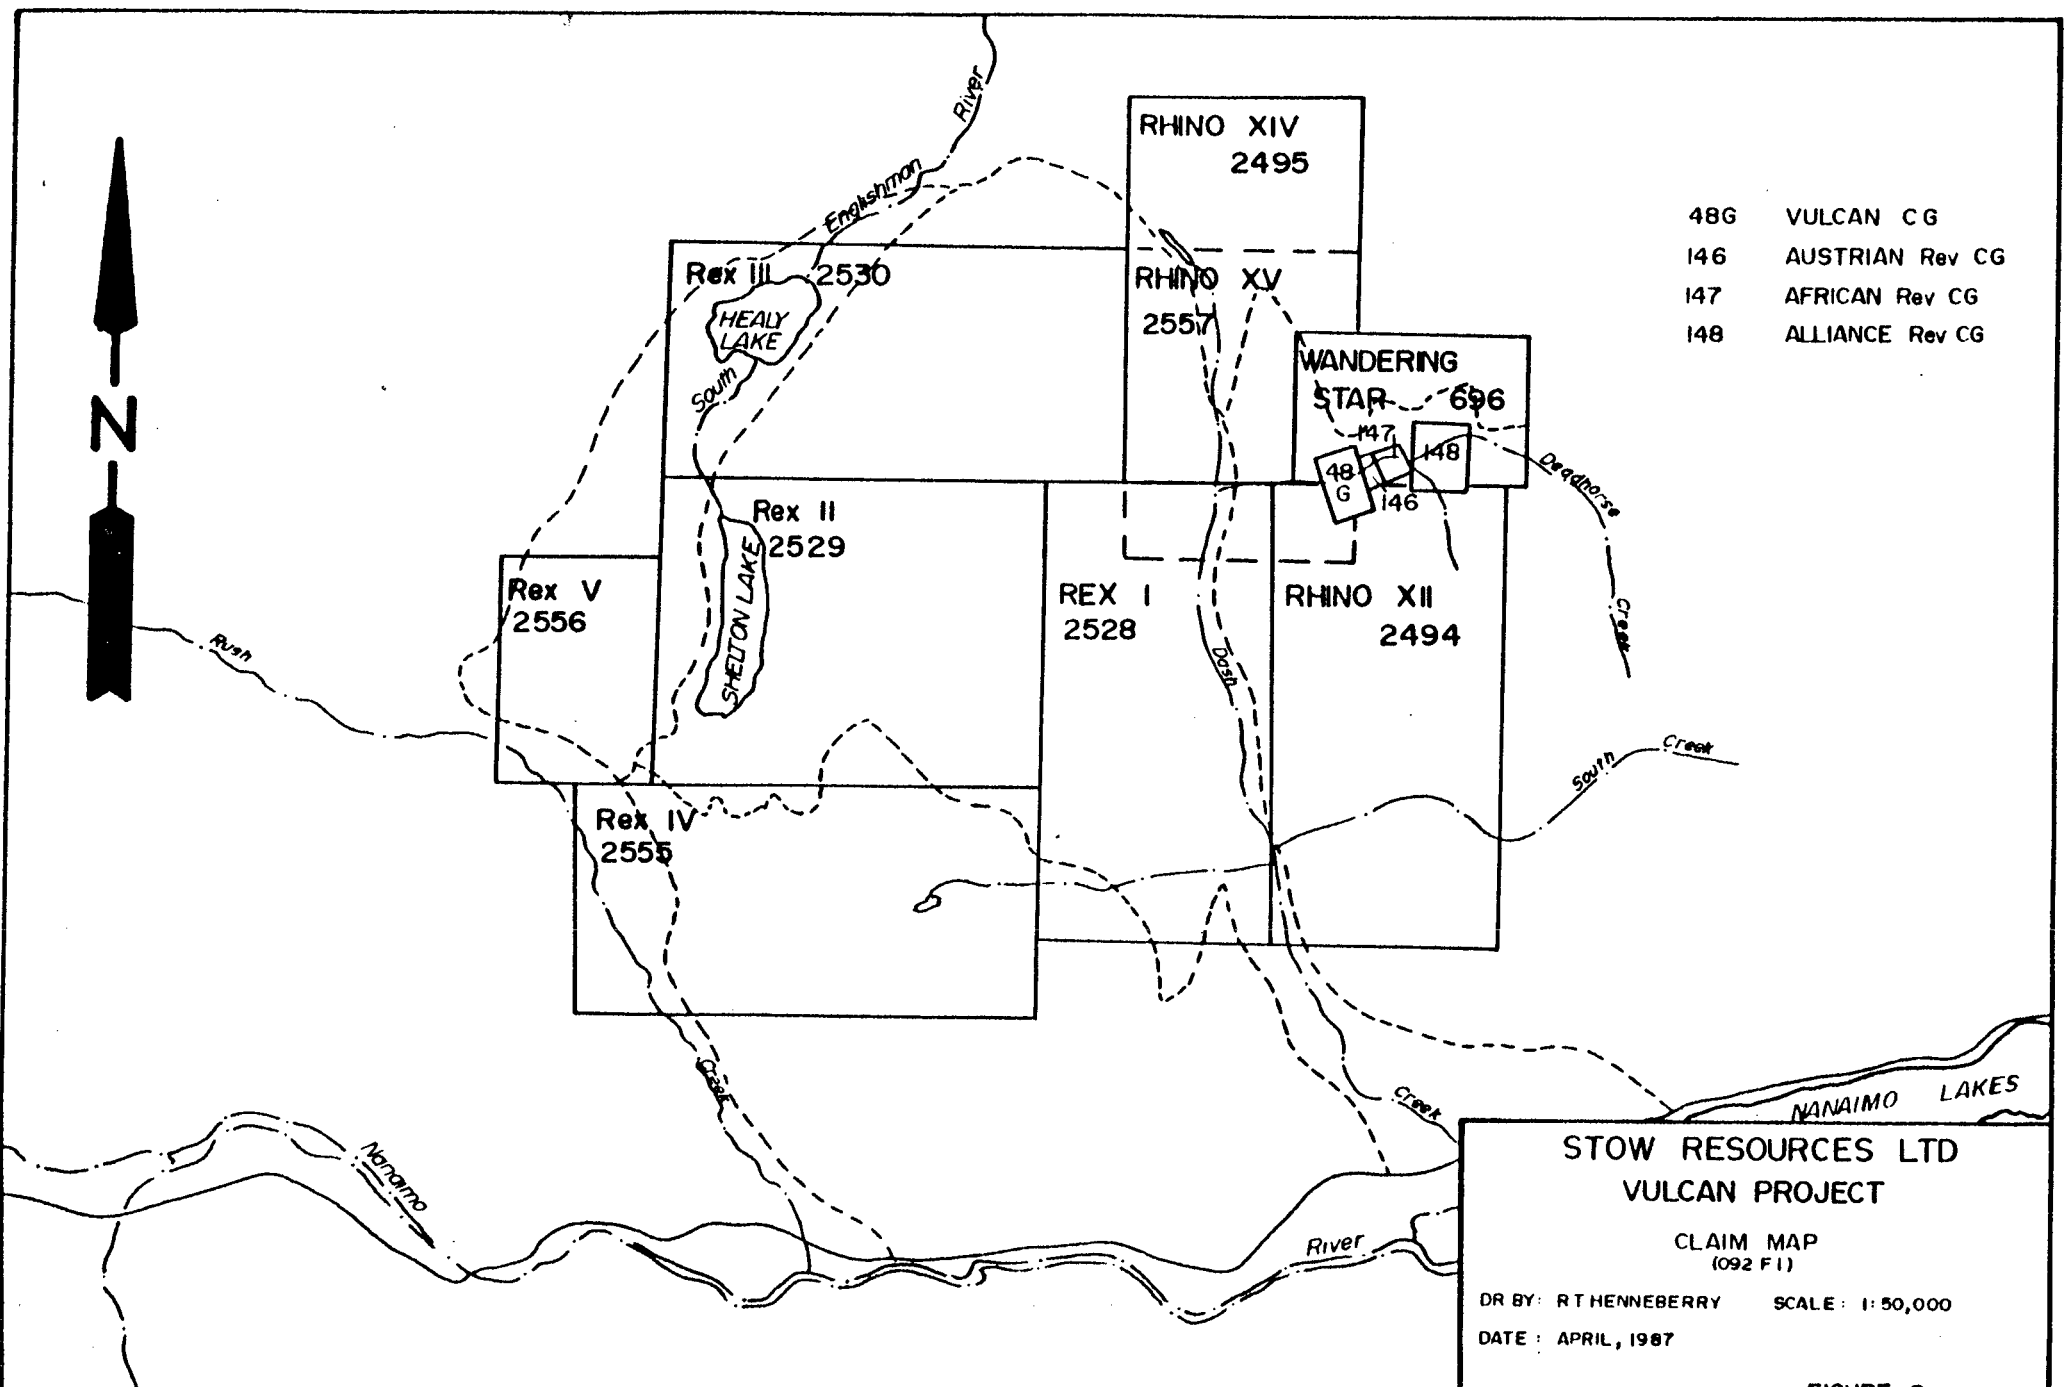 River
Englishman
RHINO XIV
2495
48G VULCAN C G
146 AUSTRIAN Rev CG
147 AFRICAN Rev CG
148 ALLIANCE Rev CG
N
Rex III 2530
HEALY
LAKE
South
RHINO XV
2557
WANDERING
STAR 696
147
148
48
G
146
Deadhorse
Creek
Rex II
2529
SHELTON LAKE
Rex V
2556
REX I
2528
RHINO XII
2494
Rush
Dash
South
Creek
Rex IV
2555
Creek
Creek
Nanaimo
River
NANAIMO LAKES
STOW RESOURCES LTD
VULCAN PROJECT
CLAIM MAP
(092 F 1)
DR BY: R T HENNEBERRY SCALE: 1:50,000
DATE: APRIL, 1987